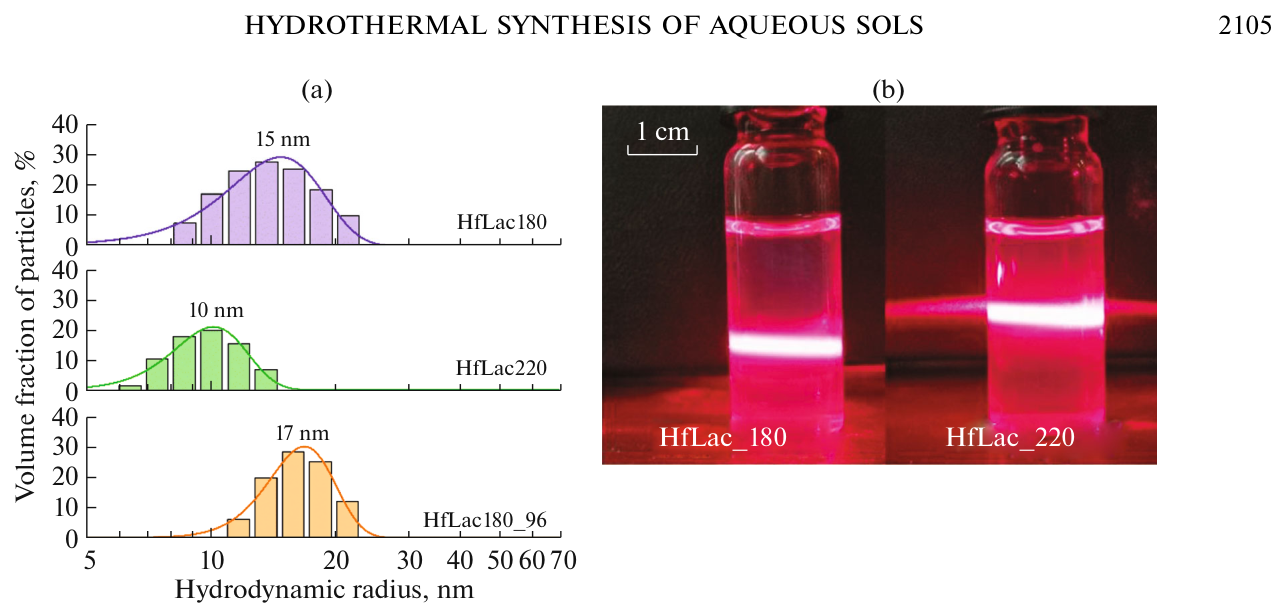 HYDROTHERMAL SYNTHESIS OF AQUEOUS SOLS 2105
(a)
Volume fraction of particles, %
40
30
20
10
0
15 nm
HfLac180
40
30
20
10
0
10 nm
HfLac220
40
30
20
10
0
17 nm
HfLac180_96
5 10 20 30 40 50 60 70
Hydrodynamic radius, nm
(b)
1 cm
HfLac_180
HfLac_220